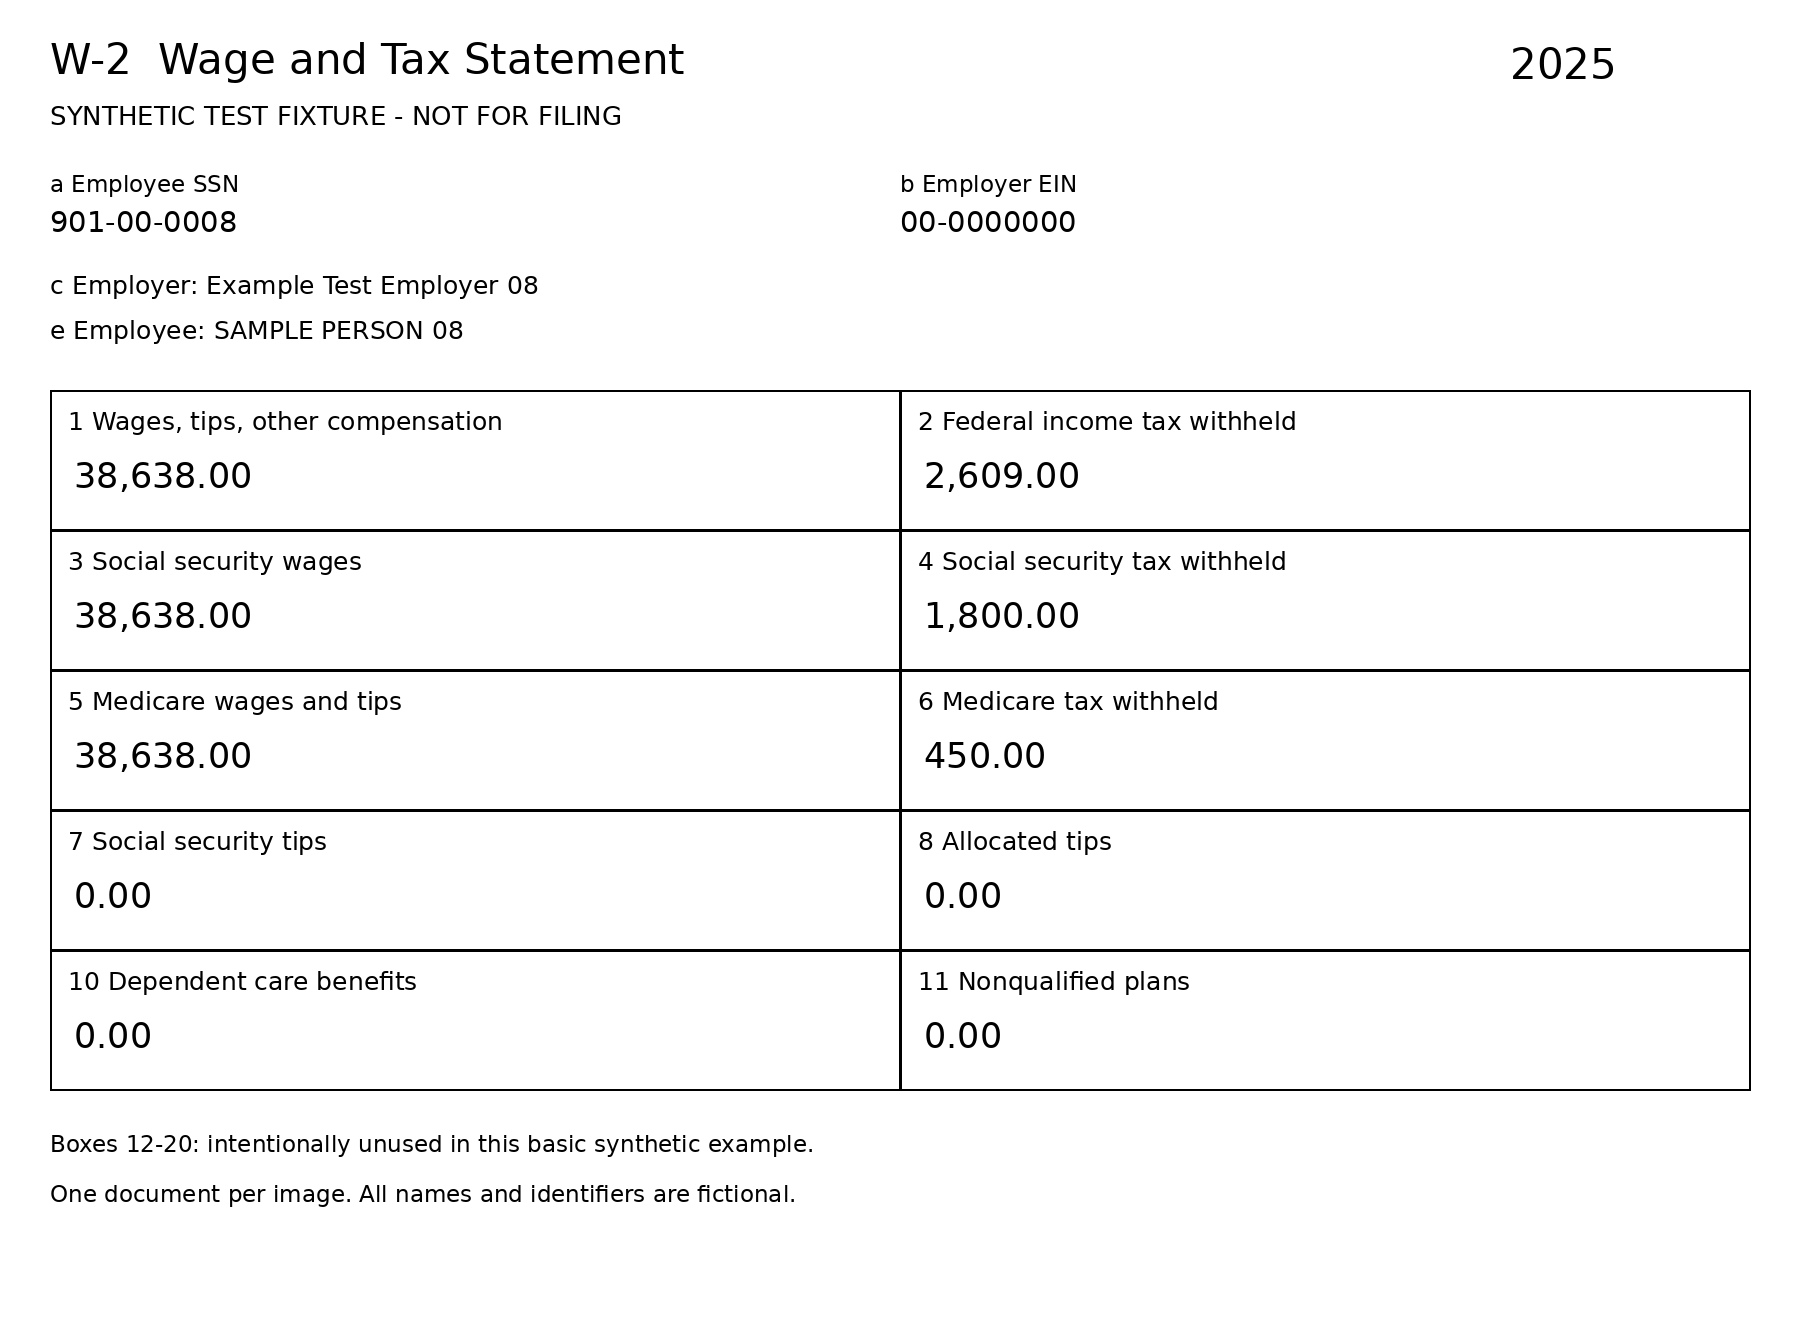 W-2 Wage and Tax Statement 2025
SYNTHETIC TEST FIXTURE - NOT FOR FILING
a Employee SSN b Employer EIN
901-00-0008 00-0000000
c Employer: Example Test Employer 08
e Employee: SAMPLE PERSON 08
1 Wages, tips, other compensation 2 Federal income tax withheld
38,638.00 2,609.00
3 Social security wages 4 Social security tax withheld
38,638.00 1,800.00
5 Medicare wages and tips 6 Medicare tax withheld
38,638.00 450.00
7 Social security tips 8 Allocated tips
0.00 0.00
10 Dependent care benefits 11 Nonqualified plans
0.00 0.00
Boxes 12-20: intentionally unused in this basic synthetic example.
One document per image. All names and identifiers are fictional.